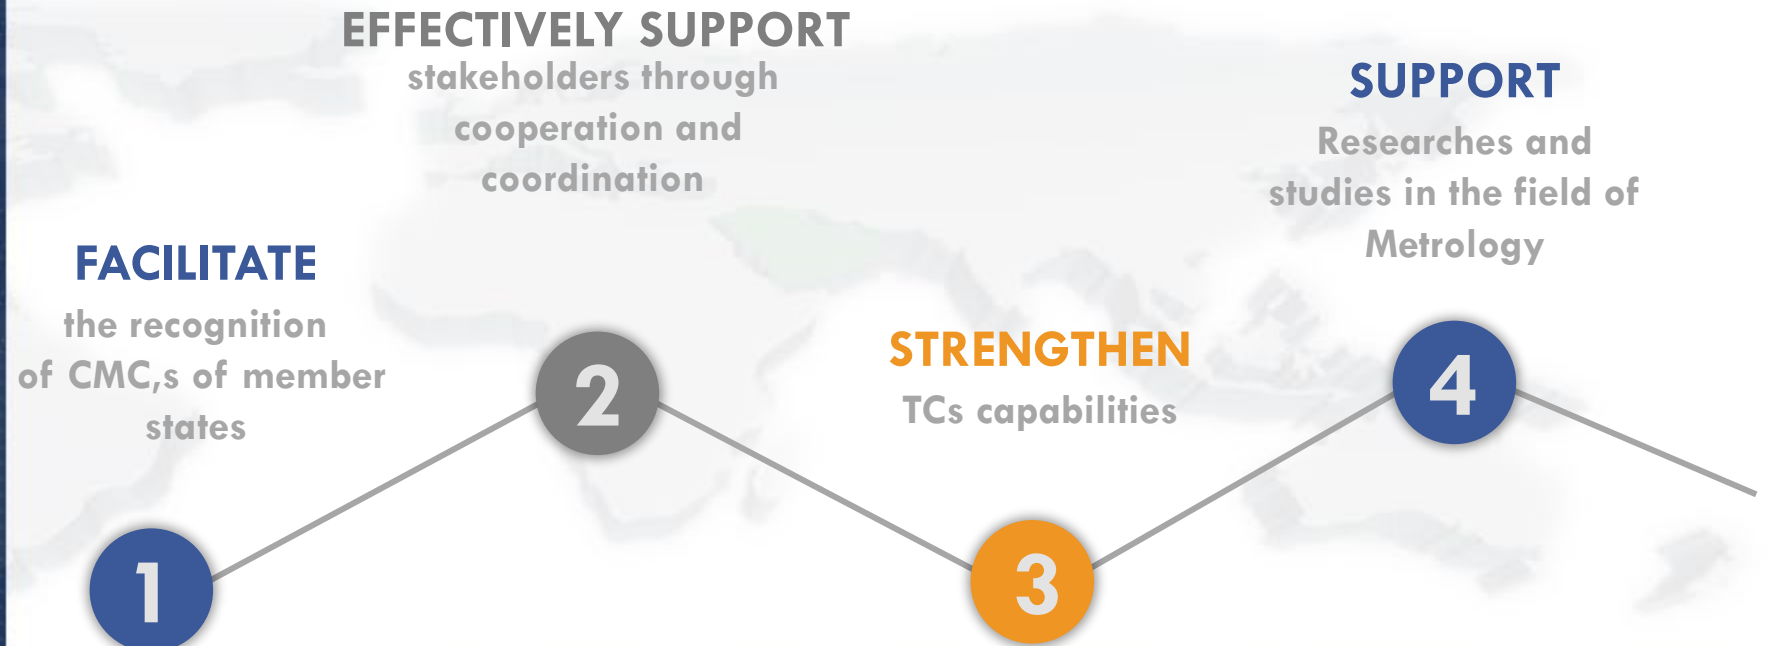 EFFECTIVELY SUPPORT
stakeholders through
cooperation and
coordination
SUPPORT
Researches and
studies in the field of
Metrology
FACILITATE
the recognition
of CMC,s of member
states
STRENGTHEN
TCs capabilities
1
2
3
4